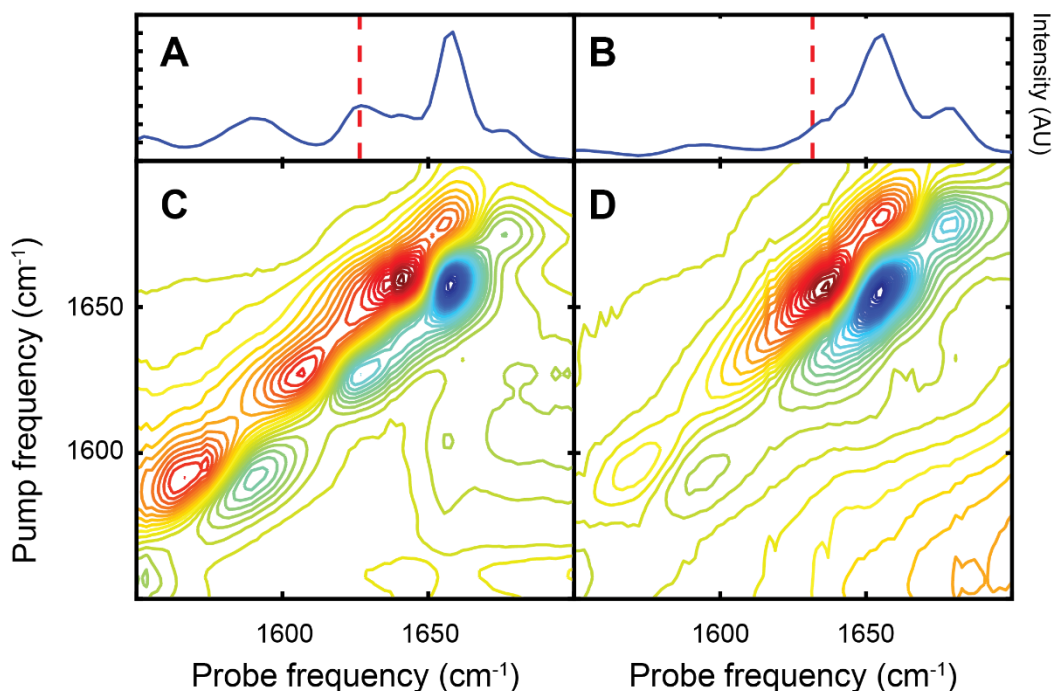 A
B
Intensity (AU)
C
D
Pump frequency (cm⁻¹)
1650
1600
1600
1650
1600
1650
Probe frequency (cm⁻¹)
Probe frequency (cm⁻¹)